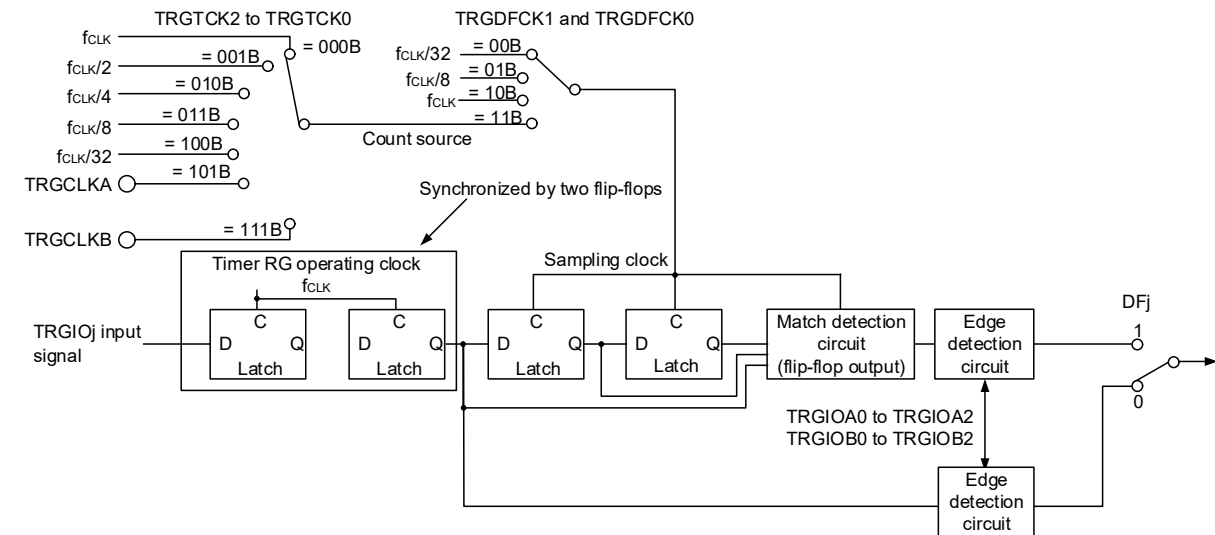 TRGTCK2 to TRGTCK0
TRGDFCK1 and TRGDFCK0
fCLK
= 000B
fCLK/2
= 001B
fCLK/4
= 010B
fCLK/8
= 011B
fCLK/32
= 100B
TRGCLKA
= 101B
TRGCLKB
= 111B
fCLK/32
= 00B
fCLK/8
= 01B
fCLK
= 10B
= 11B
Count source
Synchronized by two flip-flops
Timer RG operating clock
fCLK
Sampling clock
TRGIOj input
signal
C
D
Q
Latch
C
D
Q
Latch
C
D
Q
Latch
C
D
Q
Latch
Match detection
circuit
(flip-flop output)
Edge
detection
circuit
DFj
1
0
TRGIOA0 to TRGIOA2
TRGIOB0 to TRGIOB2
Edge
detection
circuit